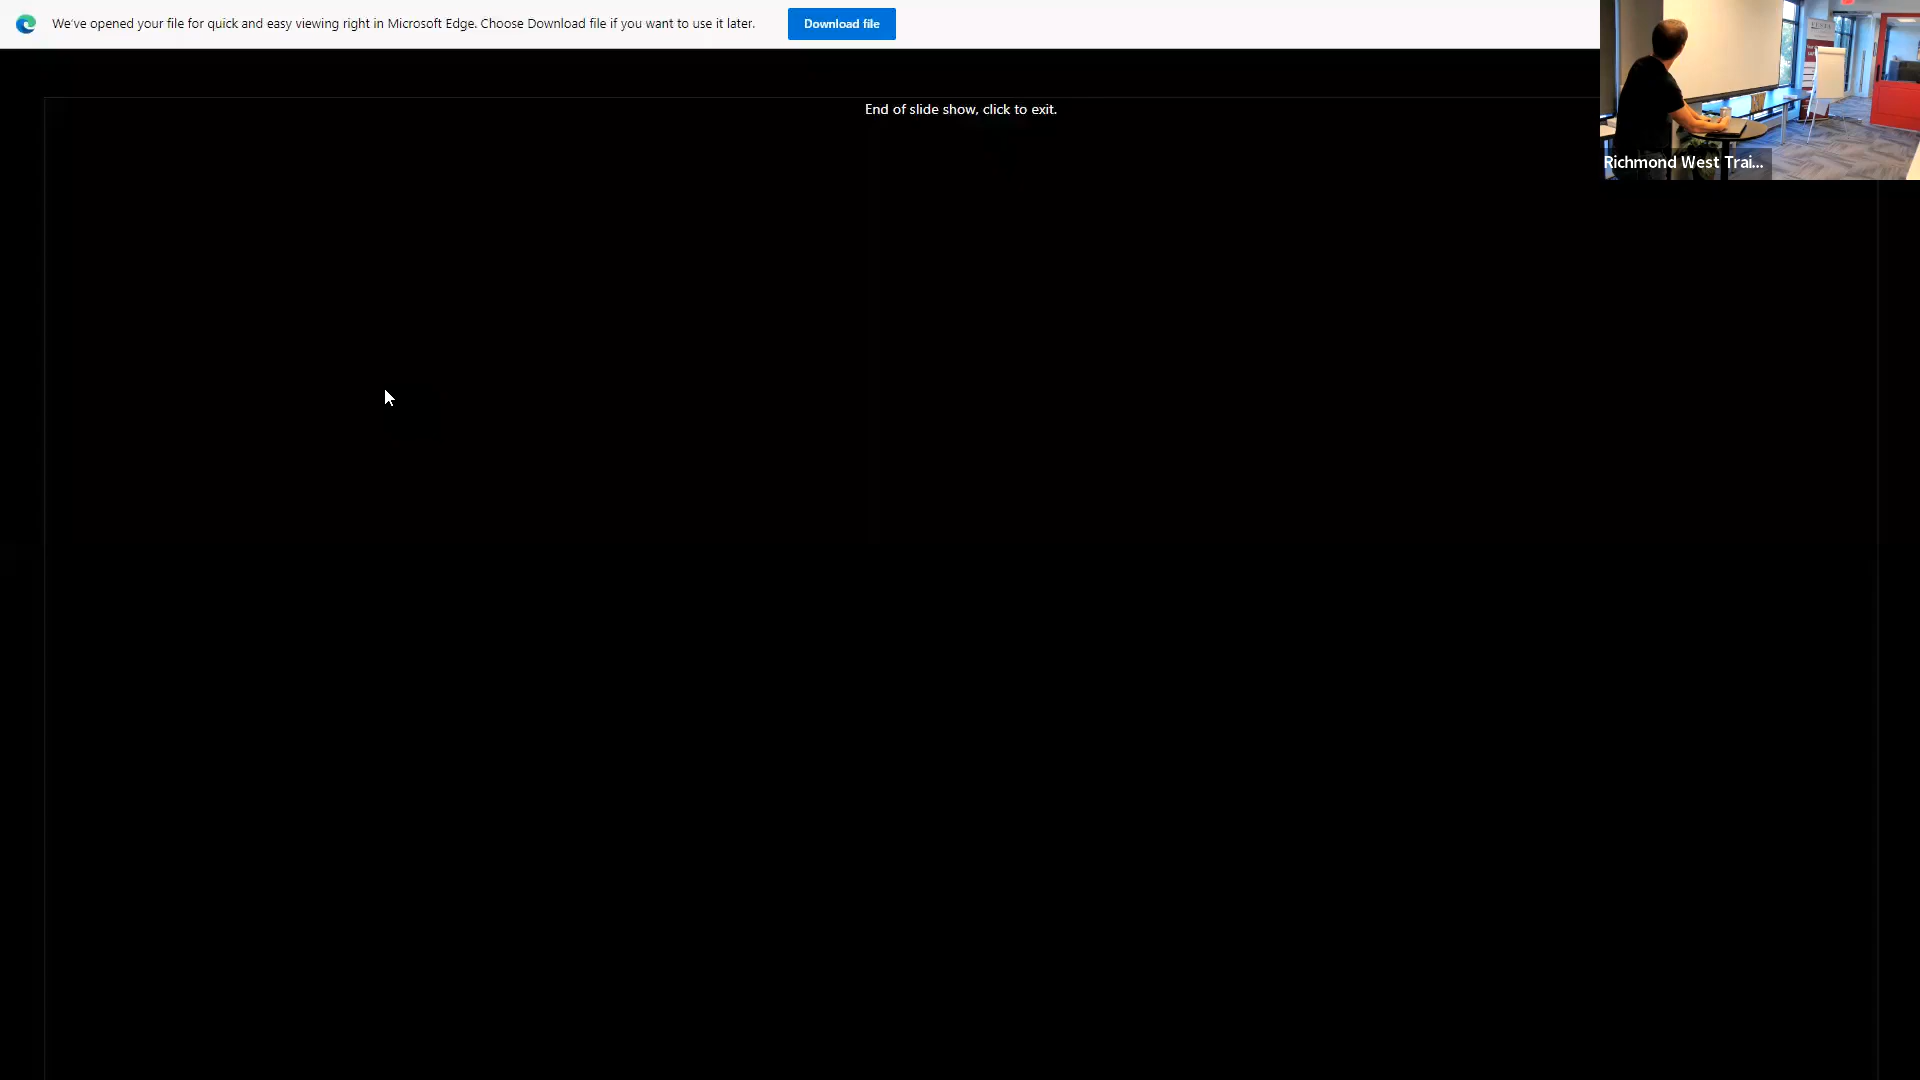 We've opened your file for quick and easy viewing right in Microsoft Edge. Choose Download file if you want to use it later.
Download file
End of slide show, click to exit.
Richmond West Trai...